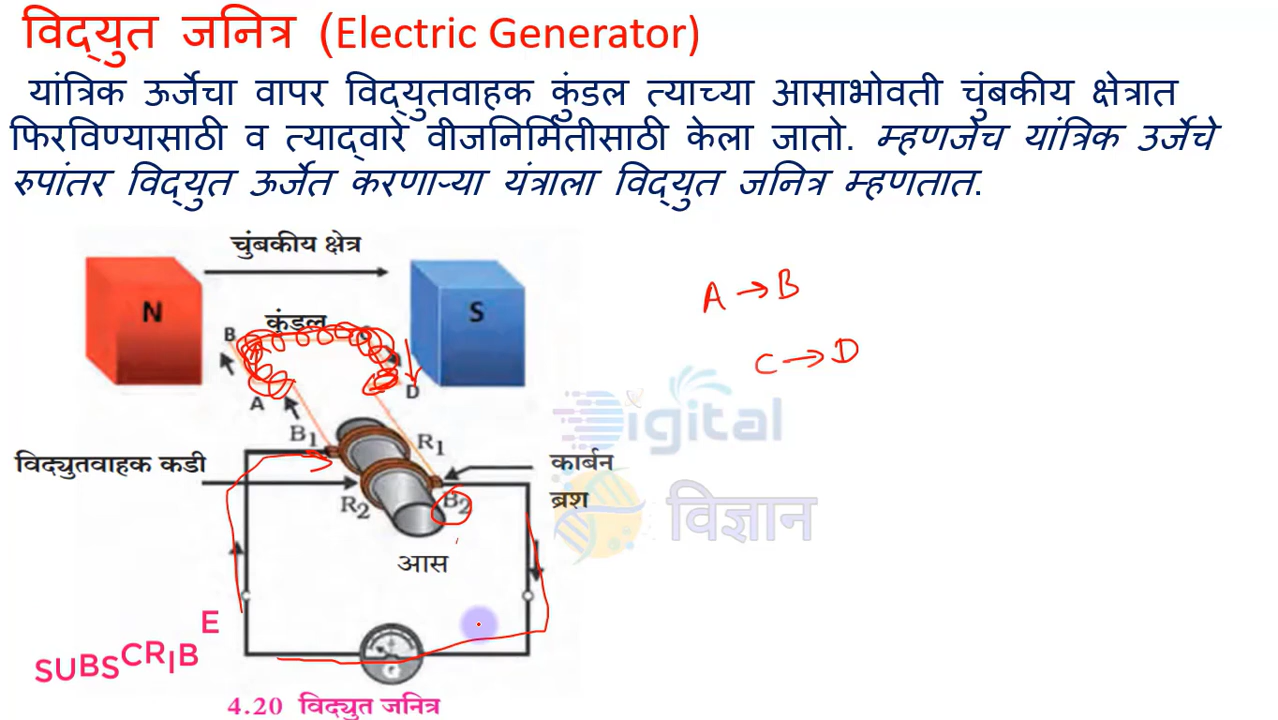 विद्युत जनित्र (Electric Generator)
यांत्रिक ऊर्जेचा वापर विद्युतवाहक कुंडल त्याच्या आसाभोवती चुंबकीय क्षेत्रात
फिरविण्यासाठी व त्याद्वारे वीजनिर्मितीसाठी केला जातो. म्हणजेच यांत्रिक उर्जेचे
रुपांतर विद्युत ऊर्जेत करणाऱ्या यंत्राला विद्युत जनित्र म्हणतात.
चुंबकीय क्षेत्र
N
S
A → B
कुंडल
B
C → D
D
A
B1
R1
Digital
विद्युतवाहक कडी
कार्बन
ब्रश
R2
B2
विज्ञान
आस
SUBSCRIBE
4.20 विद्युत जनित्र